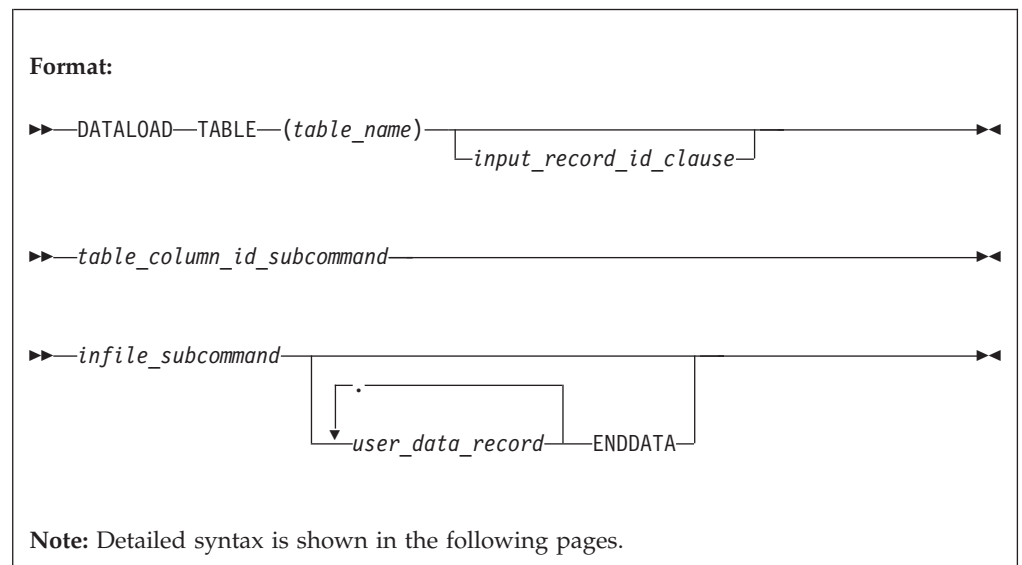 Format:
DATALOAD TABLE (table_name)
input_record_id_clause
table_column_id_subcommand
infile_subcommand
.
user_data_record ENDDATA
Note: Detailed syntax is shown in the following pages.